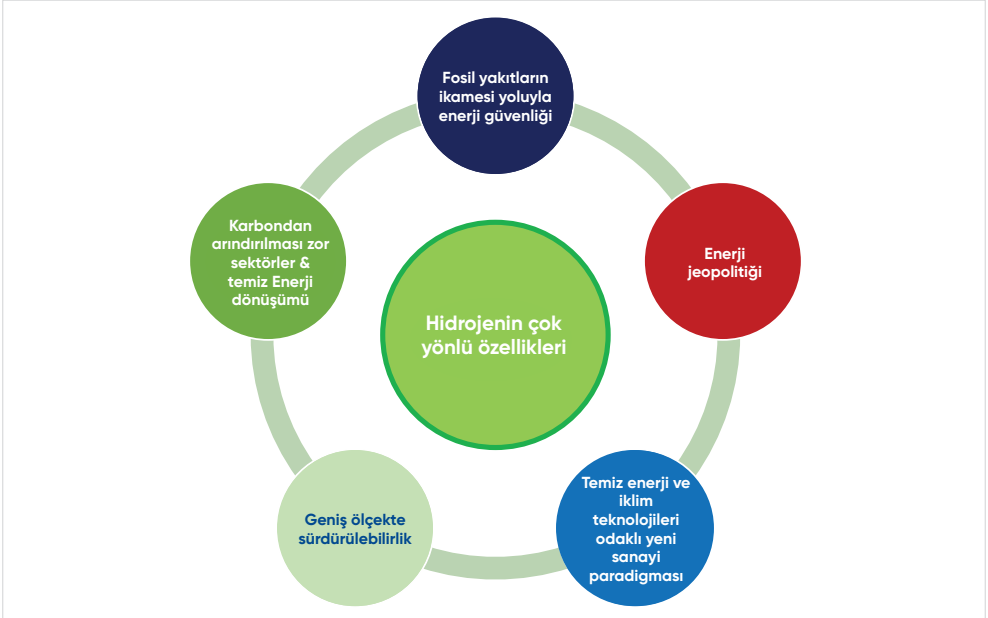 Fosil yakıtların
ikamesi yoluyla
enerji güvenliği
Enerji
jeopolitiği
Temiz enerji ve
iklim
teknolojileri
odaklı yeni
sanayi
paradigması
Geniş ölçekte
sürdürülebilirlik
Karbondan
arındırılması zor
sektörler &
temiz Enerji
dönüşümü
Hidrojenin çok
yönlü özellikleri